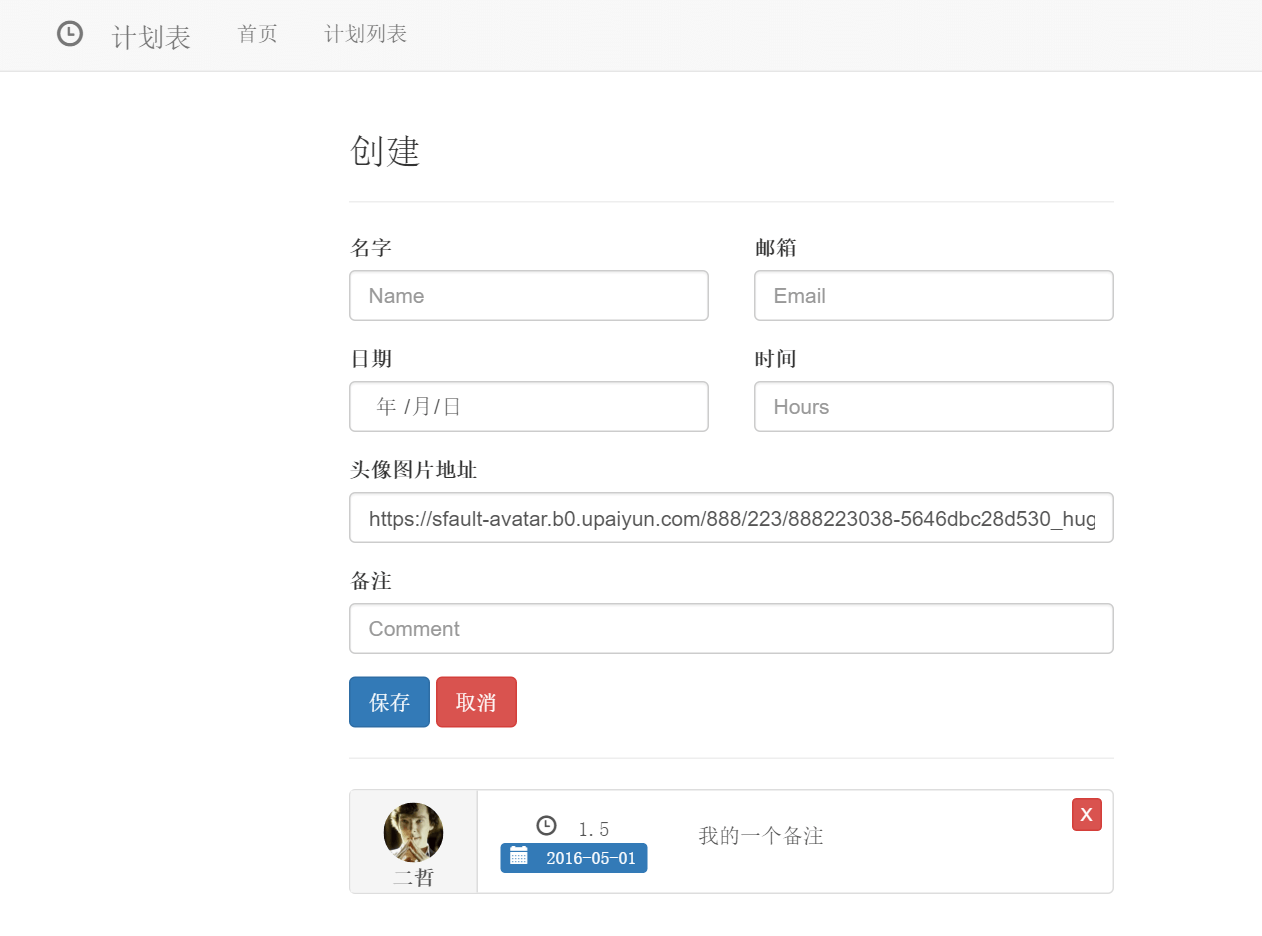 计划表 首页 计划列表
创建
名字 邮箱
Name Email
日期 时间
年 /月/日 Hours
头像图片地址
https://sfault-avatar.b0.upaiyun.com/888/223/888223038-5646dbc28d530_hug
备注
Comment
保存 取消
X
1.5
我的一个备注
2016-05-01
二哲